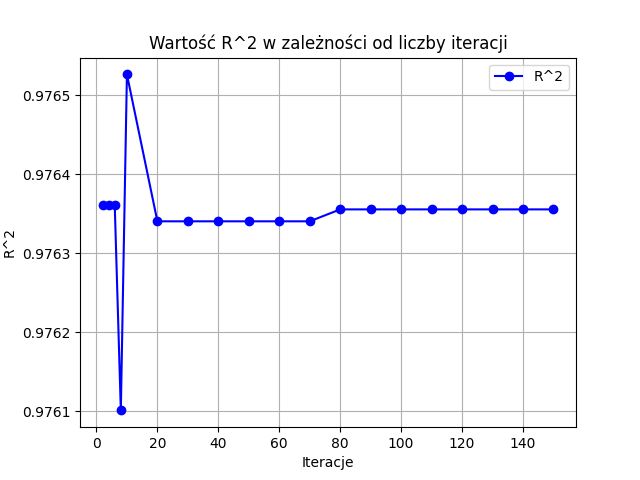 Wartość R^2 w zależności od liczby iteracji
R^2
0.9765
0.9764
0.9763
0.9762
0.9761
R^2
0 20 40 60 80 100 120 140
Iteracje